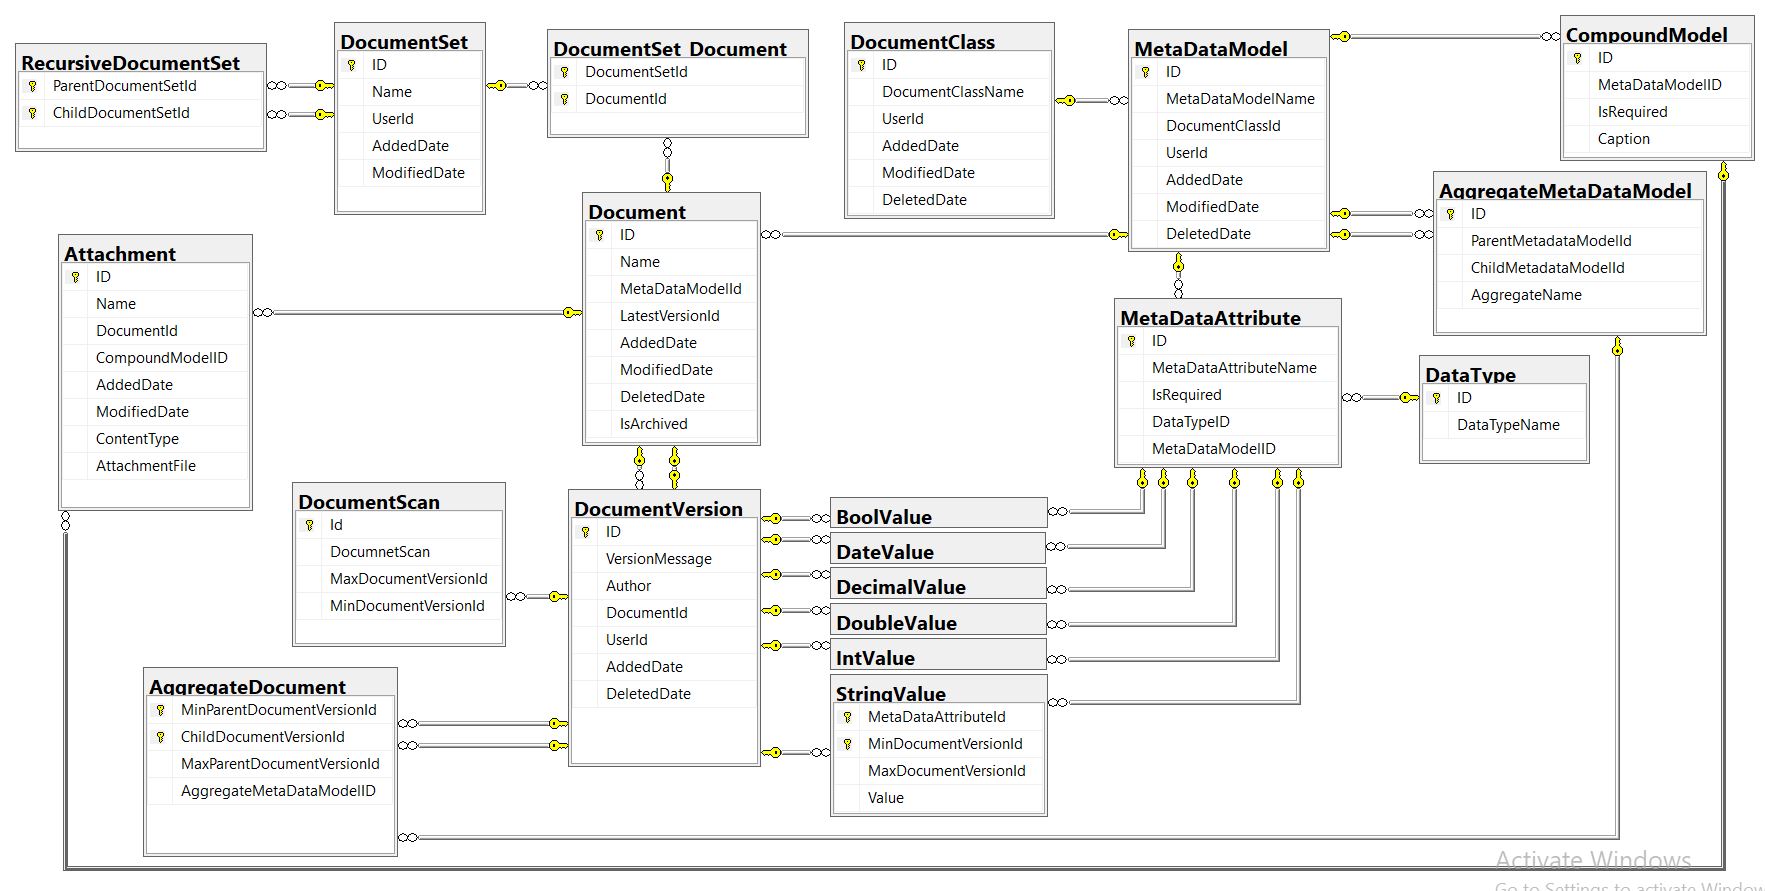 RecursiveDocumentSet
ParentDocumentSetId
ChildDocumentSetId
DocumentSet
ID
Name
UserId
AddedDate
ModifiedDate
DocumentSet_Document
DocumentSetId
DocumentId
DocumentClass
ID
DocumentClassName
UserId
AddedDate
ModifiedDate
DeletedDate
MetaDataModel
ID
MetaDataModelName
DocumentClassId
UserId
AddedDate
ModifiedDate
DeletedDate
CompoundModel
ID
MetaDataModelID
IsRequired
Caption
AggregateMetaDataModel
ID
ParentMetadataModelId
ChildMetadataModelId
AggregateName
Attachment
ID
Name
DocumentId
CompoundModelID
AddedDate
ModifiedDate
ContentType
AttachmentFile
Document
ID
Name
MetaDataModelId
LatestVersionId
AddedDate
ModifiedDate
DeletedDate
IsArchived
MetaDataAttribute
ID
MetaDataAttributeName
IsRequired
DataTypeID
MetaDataModelID
DataType
ID
DataTypeName
DocumentScan
Id
DocumnetScan
MaxDocumentVersionId
MinDocumentVersionId
DocumentVersion
ID
VersionMessage
Author
DocumentId
UserId
AddedDate
DeletedDate
BoolValue
DateValue
DecimalValue
DoubleValue
IntValue
StringValue
MetaDataAttributeId
MinDocumentVersionId
MaxDocumentVersionId
Value
AggregateDocument
MinParentDocumentVersionId
ChildDocumentVersionId
MaxParentDocumentVersionId
AggregateMetaDataModelID
Activate Windows
Go to Settings to activate Window